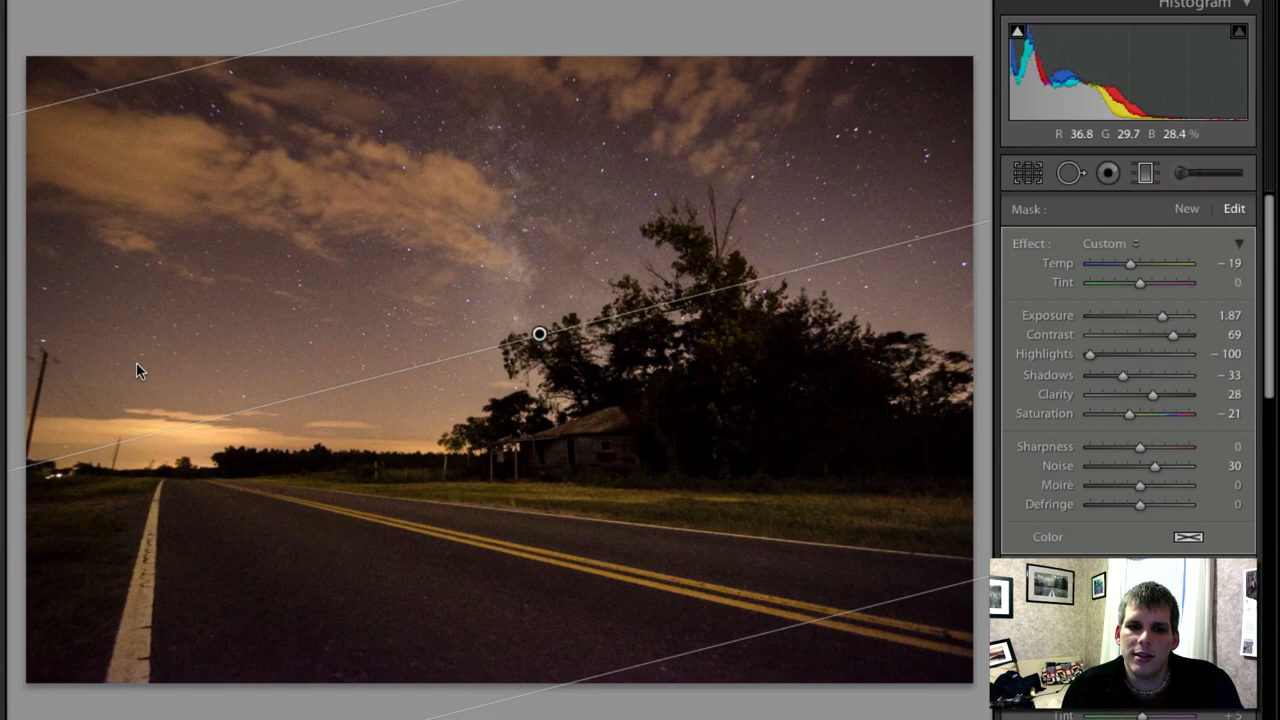 Histogram
R 36.8 G 29.7 B 28.4 %
Mask : New Edit
Effect : Custom
Temp - 19
Tint 0
Exposure 1.87
Contrast 69
Highlights - 100
Shadows - 33
Clarity 28
Saturation - 21
Sharpness 0
Noise 30
Moiré 0
Defringe 0
Color
Tint + 5